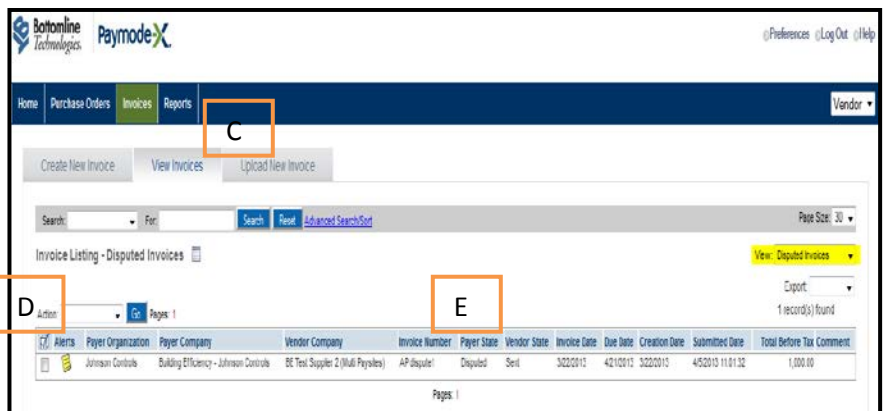 Bottomline Technologies. Paymode-X
Preferences Log Out Help
Home Purchase Orders Invoices Reports Vendor
C
Create New Invoice View Invoices Upload New Invoice
Search: For: Search Reset Advanced Search/Sort Page Size: 30
Invoice Listing - Disputed Invoices View: Disputed Invoices
Export:
D Action: Go Pages: 1 E 1 record(s) found
Alerts Payer Organization Payer Company Vendor Company Invoice Number Payer State Vendor State Invoice Date Due Date Creation Date Submitted Date Total Before Tax Comment
Johnson Controls Building Efficiency - Johnson Controls BE Test Supplier 2 (Multi Paysites) AP dispute1 Disputed Sent 3/22/2013 4/21/2013 3/22/2013 4/5/2013 11:01:32 1,000.00
Pages: 1